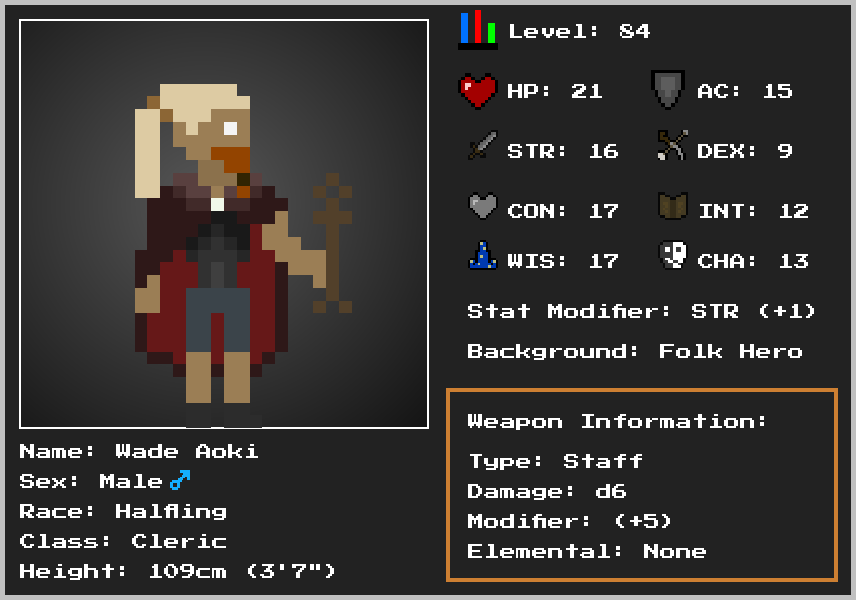 Level: 84
HP: 21 AC: 15
STR: 16 DEX: 9
CON: 17 INT: 12
WIS: 17 CHA: 13
Stat Modifier: STR (+1)
Background: Folk Hero
Weapon Information:
Type: Staff
Damage: d6
Modifier: (+5)
Elemental: None
Name: Wade Aoki
Sex: Male ♂
Race: Halfling
Class: Cleric
Height: 109cm (3'7")